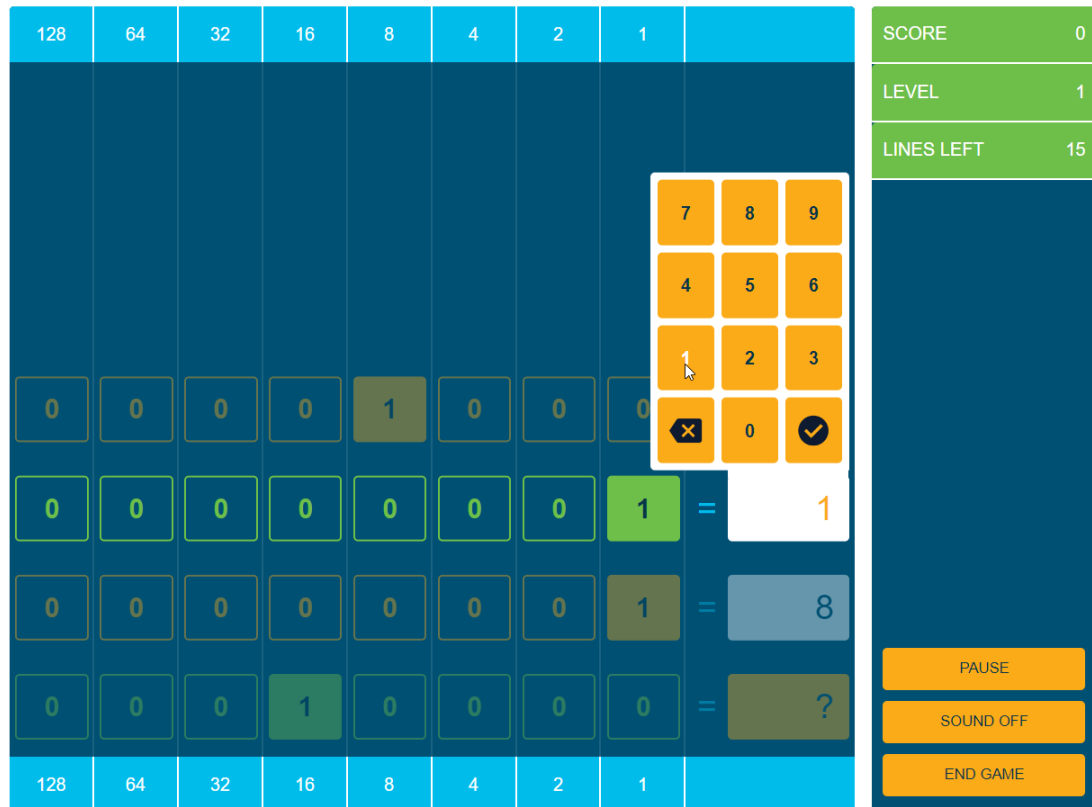 128 64 32 16 8 4 2 1
SCORE 0
LEVEL 1
LINES LEFT 15
7 8 9
4 5 6
1 2 3
0
0 0 0 0 1 0 0 0
0 0 0 0 0 0 0 1 = 1
0 0 0 0 0 0 0 1 = 8
0 0 0 1 0 0 0 0 = ?
128 64 32 16 8 4 2 1
PAUSE
SOUND OFF
END GAME